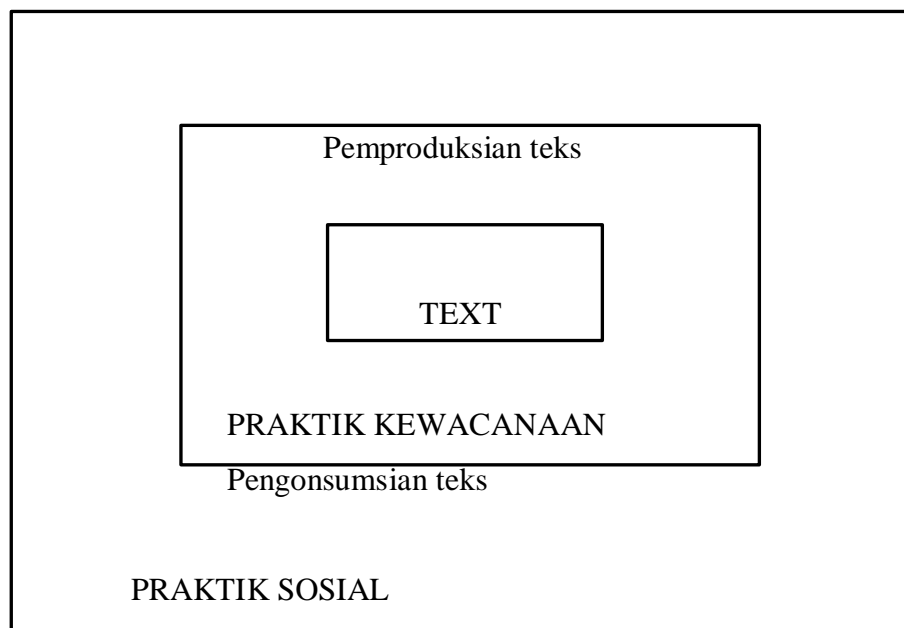 Pemproduksian teks
TEXT
PRAKTIK KEWACANAAN
Pengonsumsian teks
PRAKTIK SOSIAL